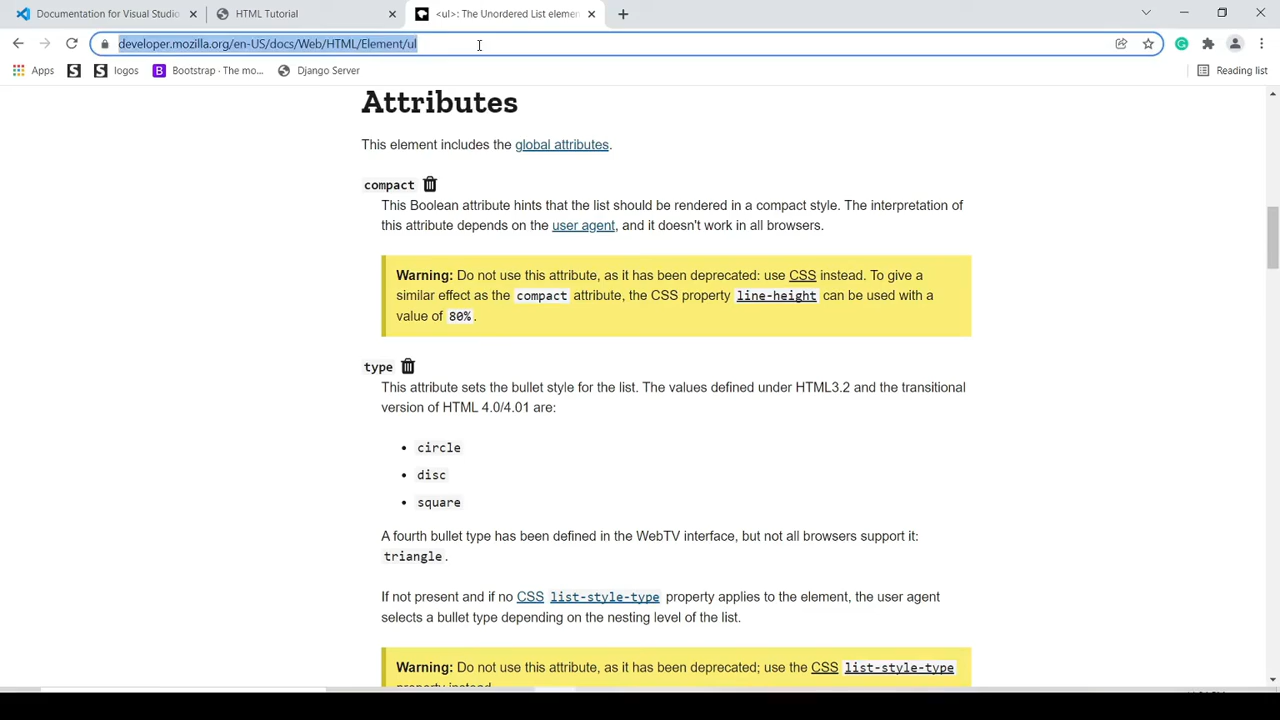 Documentation for Visual Studio
HTML Tutorial
<ul>: The Unordered List elemen
developer.mozilla.org/en-US/docs/Web/HTML/Element/ul
Apps
logos
Bootstrap · The mo...
Django Server
Reading list
Attributes
This element includes the global attributes.
compact
This Boolean attribute hints that the list should be rendered in a compact style. The interpretation
of this attribute depends on the user agent, and it doesn't work in all browsers.
Warning: Do not use this attribute, as it has been deprecated: use CSS instead. To give a
similar effect as the compact attribute, the CSS property line-height can be used with a
value of 80%.
type
This attribute sets the bullet style for the list. The values defined under HTML3.2 and the transitional
version of HTML 4.0/4.01 are:
• circle
• disc
• square
A fourth bullet type has been defined in the WebTV interface, but not all browsers support it:
triangle.
If not present and if no CSS list-style-type property applies to the element, the user agent
selects a bullet type depending on the nesting level of the list.
Warning: Do not use this attribute, as it has been deprecated; use the CSS list-style-type
property instead.